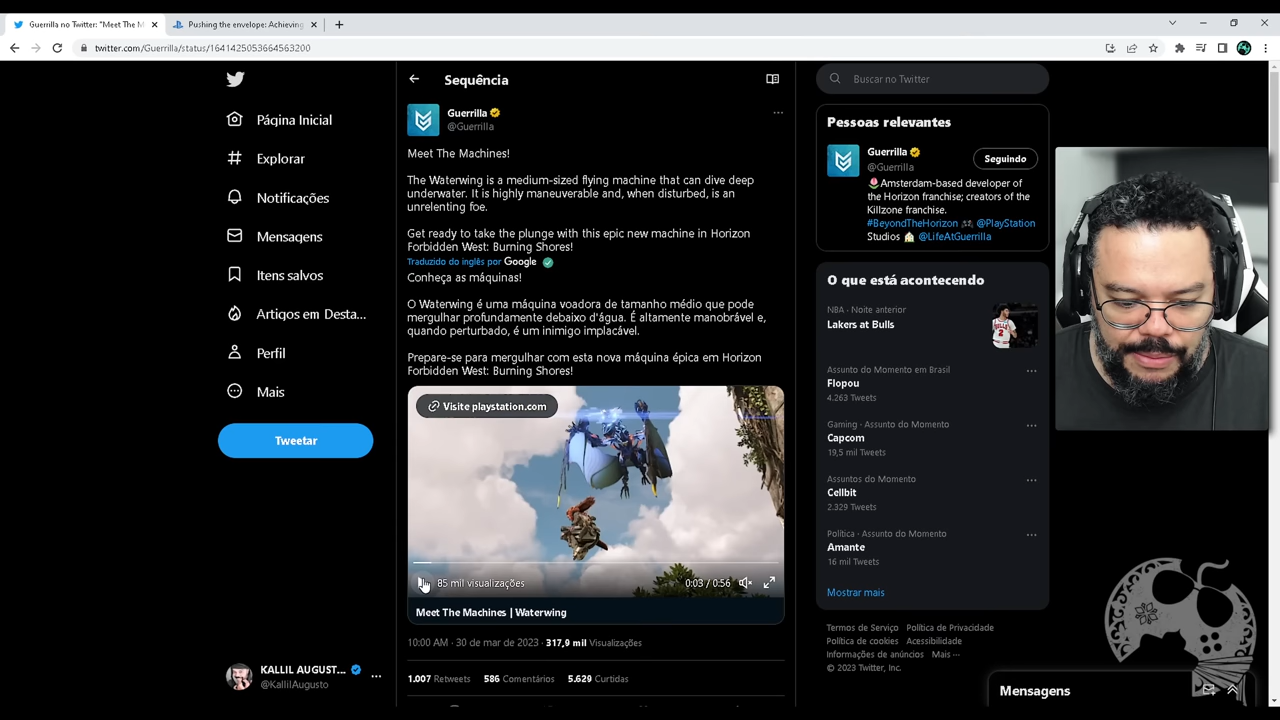 Guerrilla no Twitter: "Meet The M
Pushing the envelope: Achieving
twitter.com/Guerrilla/status/1641425053664563200
Página Inicial
Explorar
Notificações
Mensagens
Itens salvos
Artigos em Desta...
Perfil
Mais
Tweetar
KALLIL AUGUST...
@KallilAugusto
Sequência
Guerrilla
@Guerrilla
Meet The Machines!
The Waterwing is a medium-sized flying machine that can dive deep
underwater. It is highly maneuverable and, when disturbed, is an
unrelenting foe.
Get ready to take the plunge with this epic new machine in Horizon
Forbidden West: Burning Shores!
Traduzido do inglês por Google
Conheça as máquinas!
O Waterwing é uma máquina voadora de tamanho médio que pode
mergulhar profundamente debaixo d'água. É altamente manobrável e,
quando perturbado, é um inimigo implacável.
Prepare-se para mergulhar com esta nova máquina épica em Horizon
Forbidden West: Burning Shores!
Visite playstation.com
85 mil visualizações
0:03 / 0:56
Meet The Machines | Waterwing
10:00 AM · 30 de mar de 2023 · 317,9 mil Visualizações
1.007 Retweets 586 Comentários 5.629 Curtidas
Buscar no Twitter
Pessoas relevantes
Guerrilla
@Guerrilla
Seguindo
Amsterdam-based developer of
the Horizon franchise; creators of the
Killzone franchise.
#BeyondTheHorizon @PlayStation
Studios @LifeAtGuerrilla
O que está acontecendo
NBA · Noite anterior
Lakers at Bulls
Assunto do Momento em Brasil
Flopou
4.263 Tweets
Gaming · Assunto do Momento
Capcom
19,5 mil Tweets
Assuntos do Momento
Cellbit
2.329 Tweets
Política · Assunto do Momento
Amante
16 mil Tweets
Mostrar mais
Termos de Serviço Política de Privacidade
Política de cookies Acessibilidade
Informações de anúncios Mais ···
© 2023 Twitter, Inc.
Mensagens